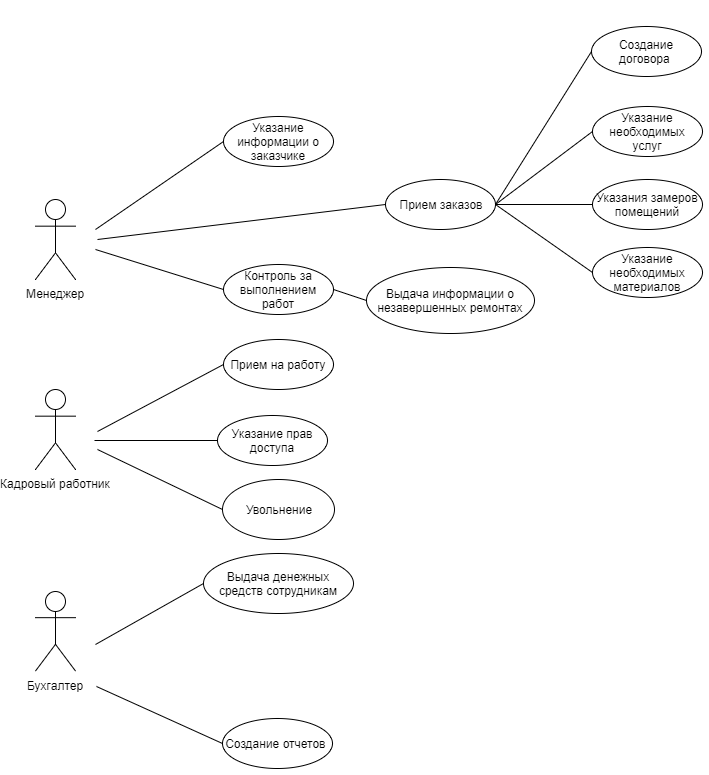 Создание
договора
Указание
информации о
заказчике
Указание
необходимых
услуг
Прием заказов
Указания замеров
помещений
Менеджер
Контроль за
выполнением
работ
Выдача информации о
незавершенных ремонтах
Указание
необходимых
материалов
Прием на работу
Кадровый работник
Указание прав
доступа
Увольнение
Выдача денежных
средств сотрудникам
Бухгалтер
Создание отчетов